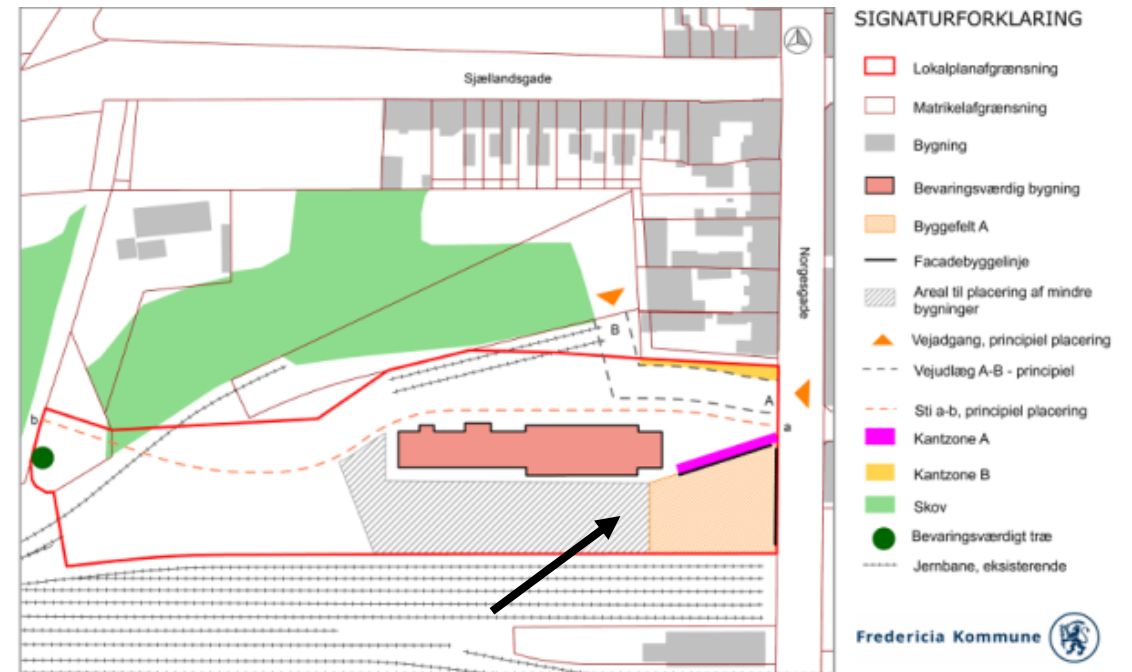 Sjællandsgade
Norgesgade
B
A
a
b
SIGNATURFORKLARING
Lokalplanafgrænsning
Matrikelafgrænsning
Bygning
Bevaringsværdig bygning
Byggefelt A
Facadebyggelinje
Areal til placering af mindre
bygninger
Vejadgang, principiel placering
Vejudlæg A-B - principiel
Sti a-b, principiel placering
Kantzone A
Kantzone B
Skov
Bevaringsværdigt træ
Jernbane, eksisterende
Fredericia Kommune